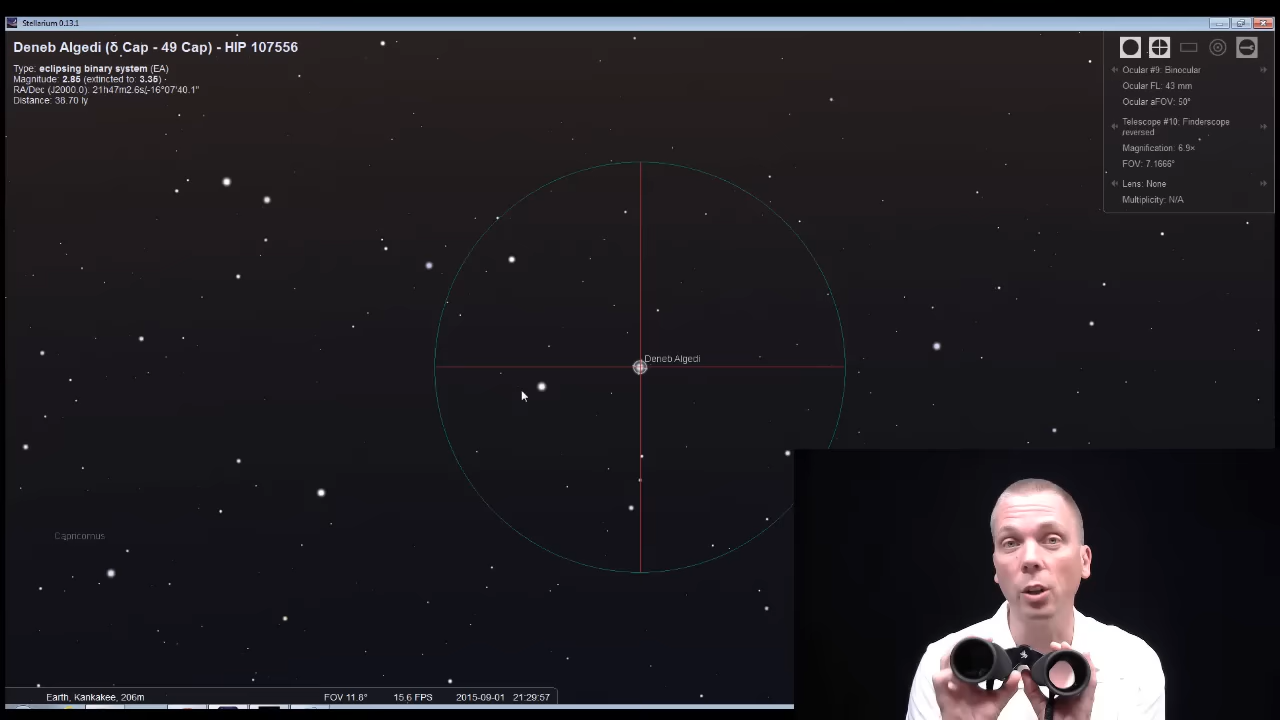 Stellarium 0.13.1
Deneb Algedi (δ Cap - 49 Cap) - HIP 107556
Type: eclipsing binary system (EA)
Magnitude: 2.85 (extincted to: 3.35)
RA/Dec (J2000.0): 21h47m2.6s/-16°07'40.1"
Distance: 38.70 ly
Ocular #9: Binocular
Ocular FL: 43 mm
Ocular aFOV: 50°
Telescope #10: Finderscope
reversed
Magnification: 6.9×
FOV: 7.1666°
Lens: None
Multiplicity: N/A
Deneb Algedi
Capricornus
Earth, Kankakee, 206m
FOV 11.8°
15.6 FPS
2015-09-01
21:29:57